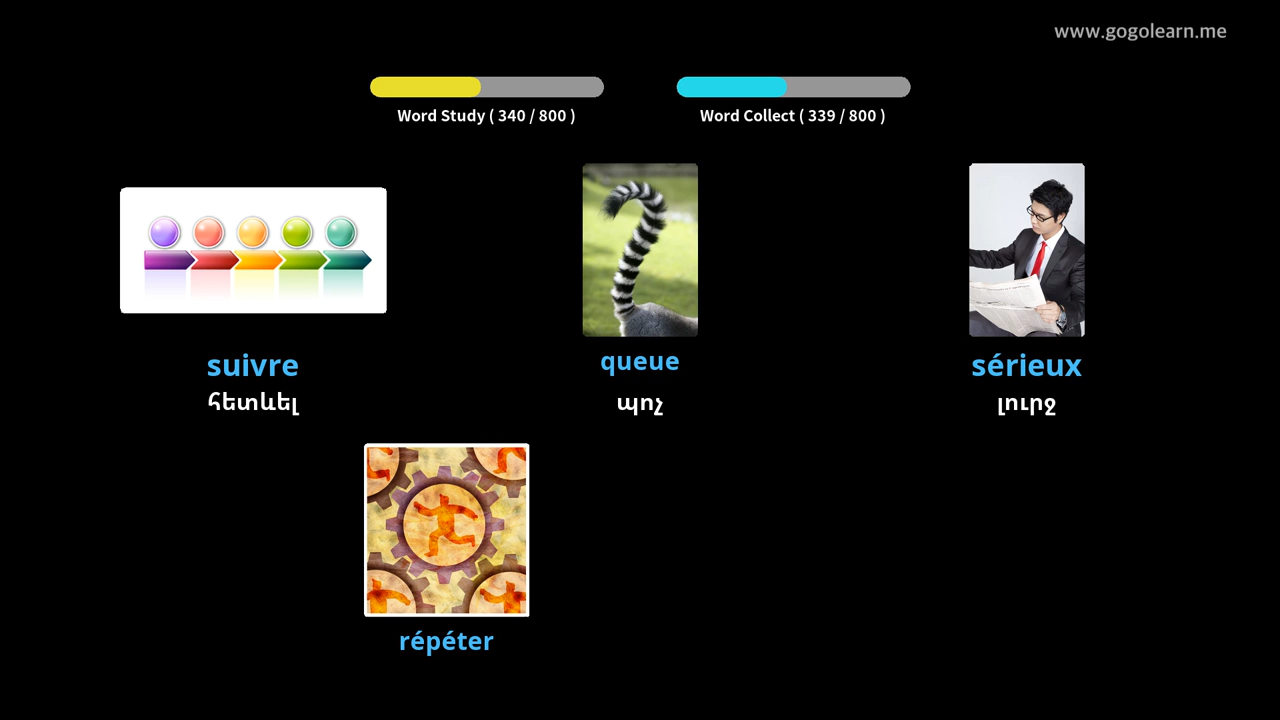 www.gogolearn.me
Word Study ( 340 / 800 )
Word Collect ( 339 / 800 )
suivre
հետևել
queue
պոչ
sérieux
լուրջ
répéter